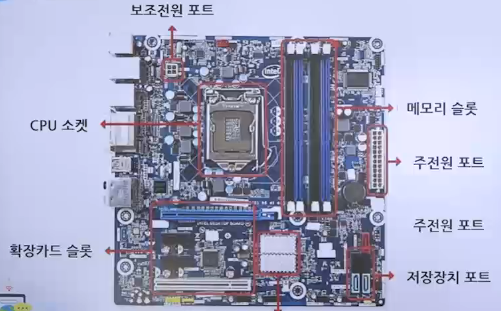 보조전원 포트
intel
CPU 소켓
메모리 슬롯
주전원 포트
주전원 포트
확장카드 슬롯
저장장치 포트